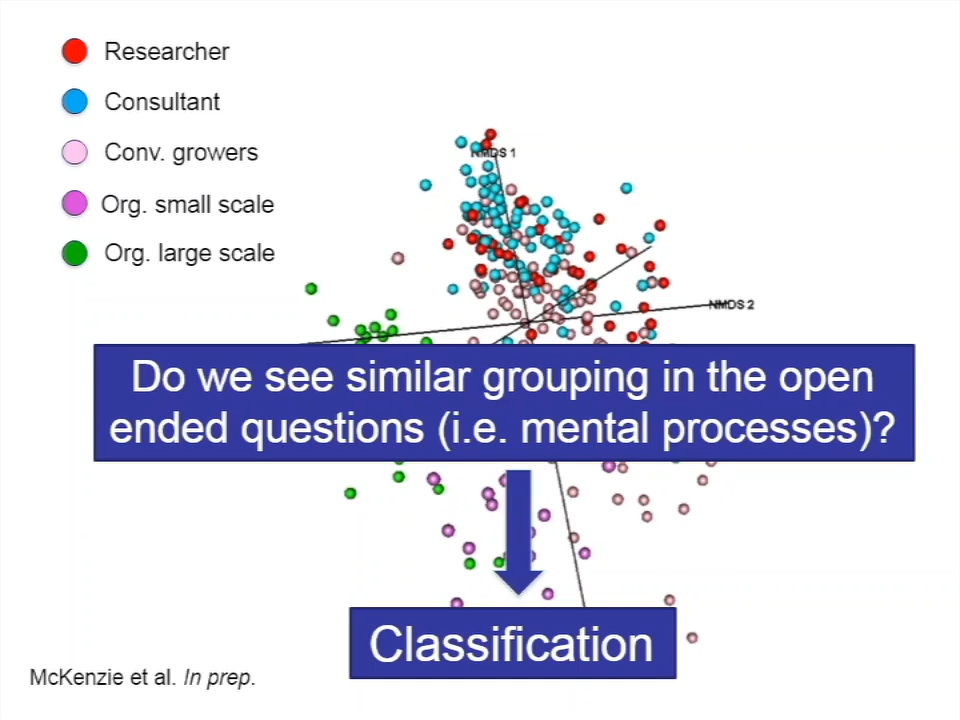 Researcher
Consultant
Conv. growers
Org. small scale
Org. large scale
NMDS 1
NMDS 2
Do we see similar grouping in the open
ended questions (i.e. mental processes)?
Classification
McKenzie et al. In prep.